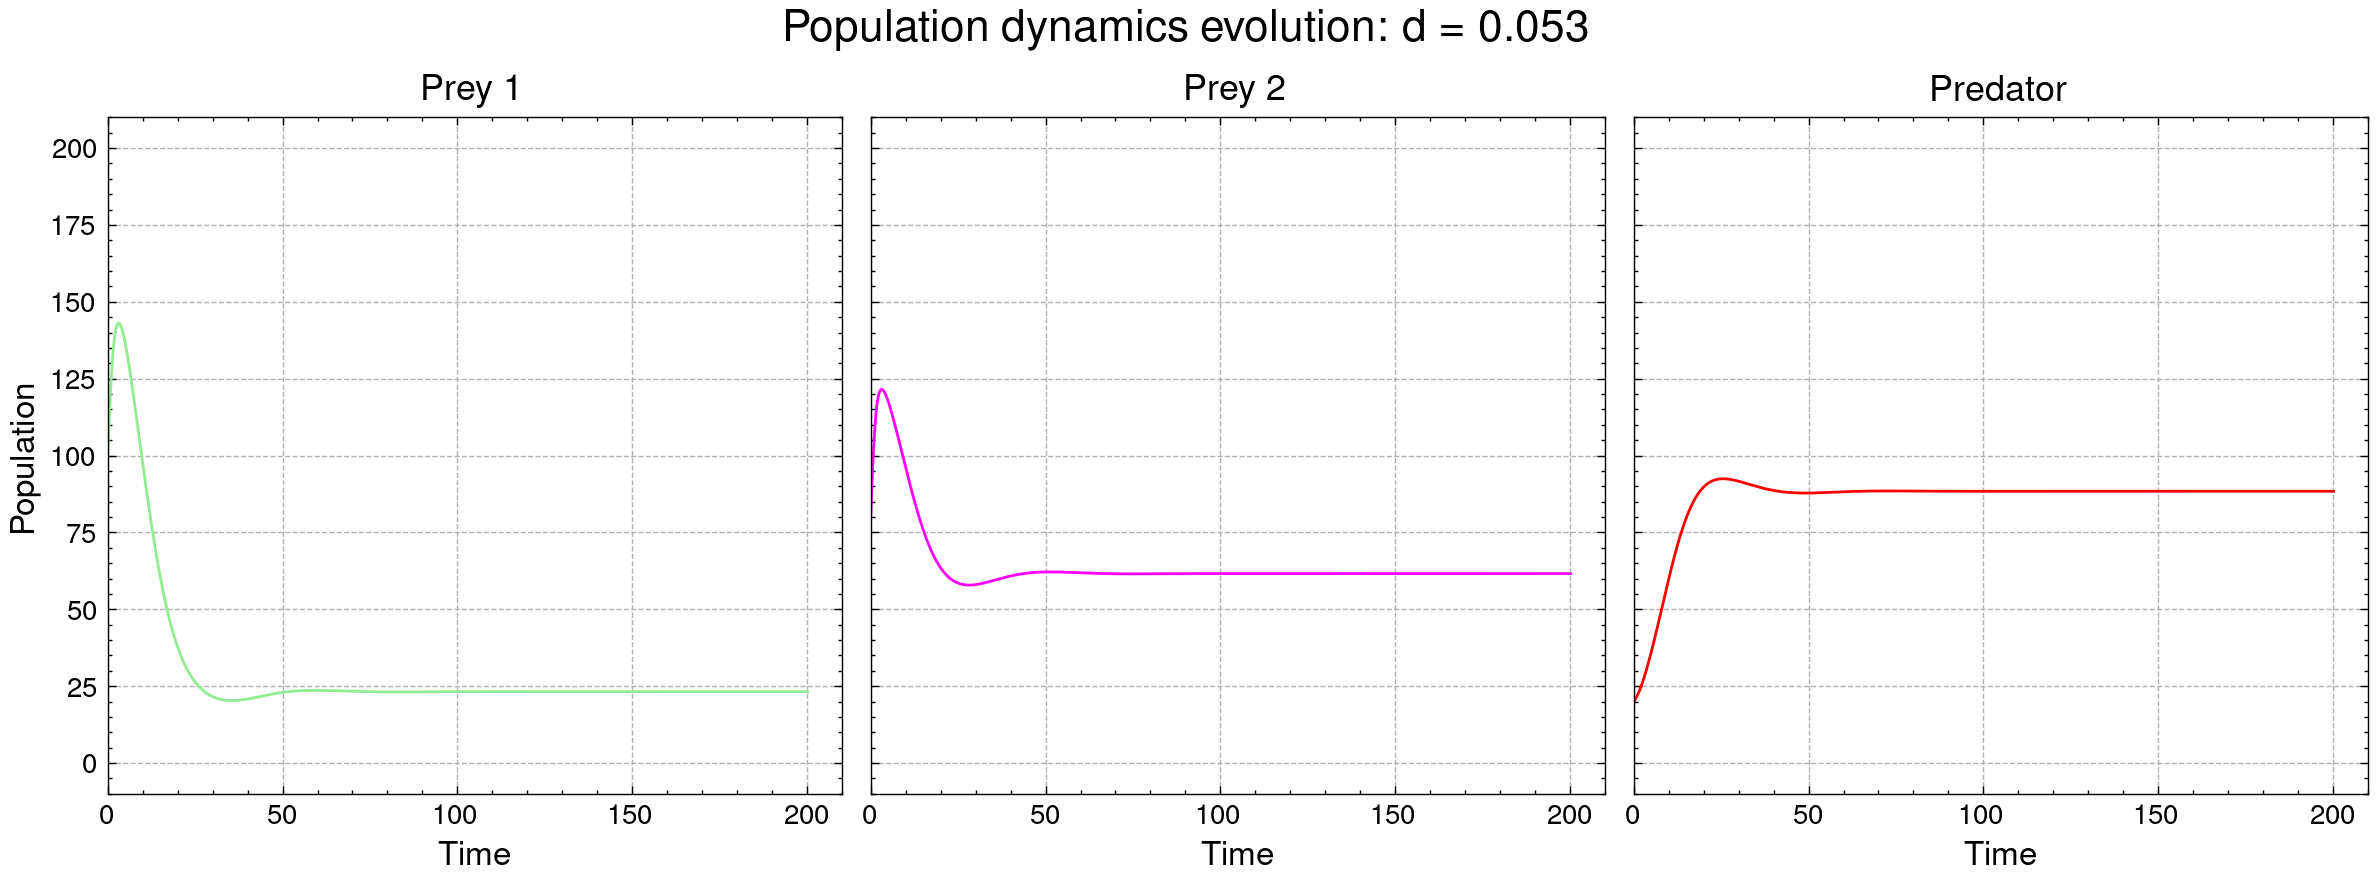 Population dynamics evolution: d = 0.053
Prey 1
Prey 2
Predator
Population
200
175
150
125
100
75
50
25
0
0 50 100 150 200
0 50 100 150 200
0 50 100 150 200
Time
Time
Time